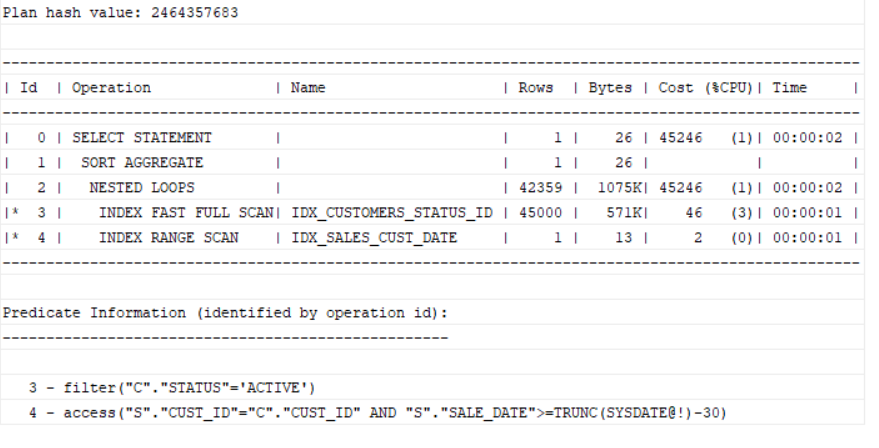 Plan hash value: 2464357683
---------------------------------------------------------------------------------------------------------
| Id  | Operation              | Name                    | Rows  | Bytes | Cost (%CPU)| Time     |
---------------------------------------------------------------------------------------------------------
|   0 | SELECT STATEMENT       |                         |     1 |    26 | 45246   (1)| 00:00:02 |
|   1 |  SORT AGGREGATE        |                         |     1 |    26 |            |          |
|   2 |   NESTED LOOPS         |                         | 42359 |  1075K| 45246   (1)| 00:00:02 |
|*  3 |    INDEX FAST FULL SCAN| IDX_CUSTOMERS_STATUS_ID | 45000 |   571K|    46   (3)| 00:00:01 |
|*  4 |    INDEX RANGE SCAN    | IDX_SALES_CUST_DATE     |     1 |    13 |     2   (0)| 00:00:01 |
---------------------------------------------------------------------------------------------------------
Predicate Information (identified by operation id):
---------------------------------------------------
3 - filter("C"."STATUS"='ACTIVE')
4 - access("S"."CUST_ID"="C"."CUST_ID" AND "S"."SALE_DATE">=TRUNC(SYSDATE@!)-30)